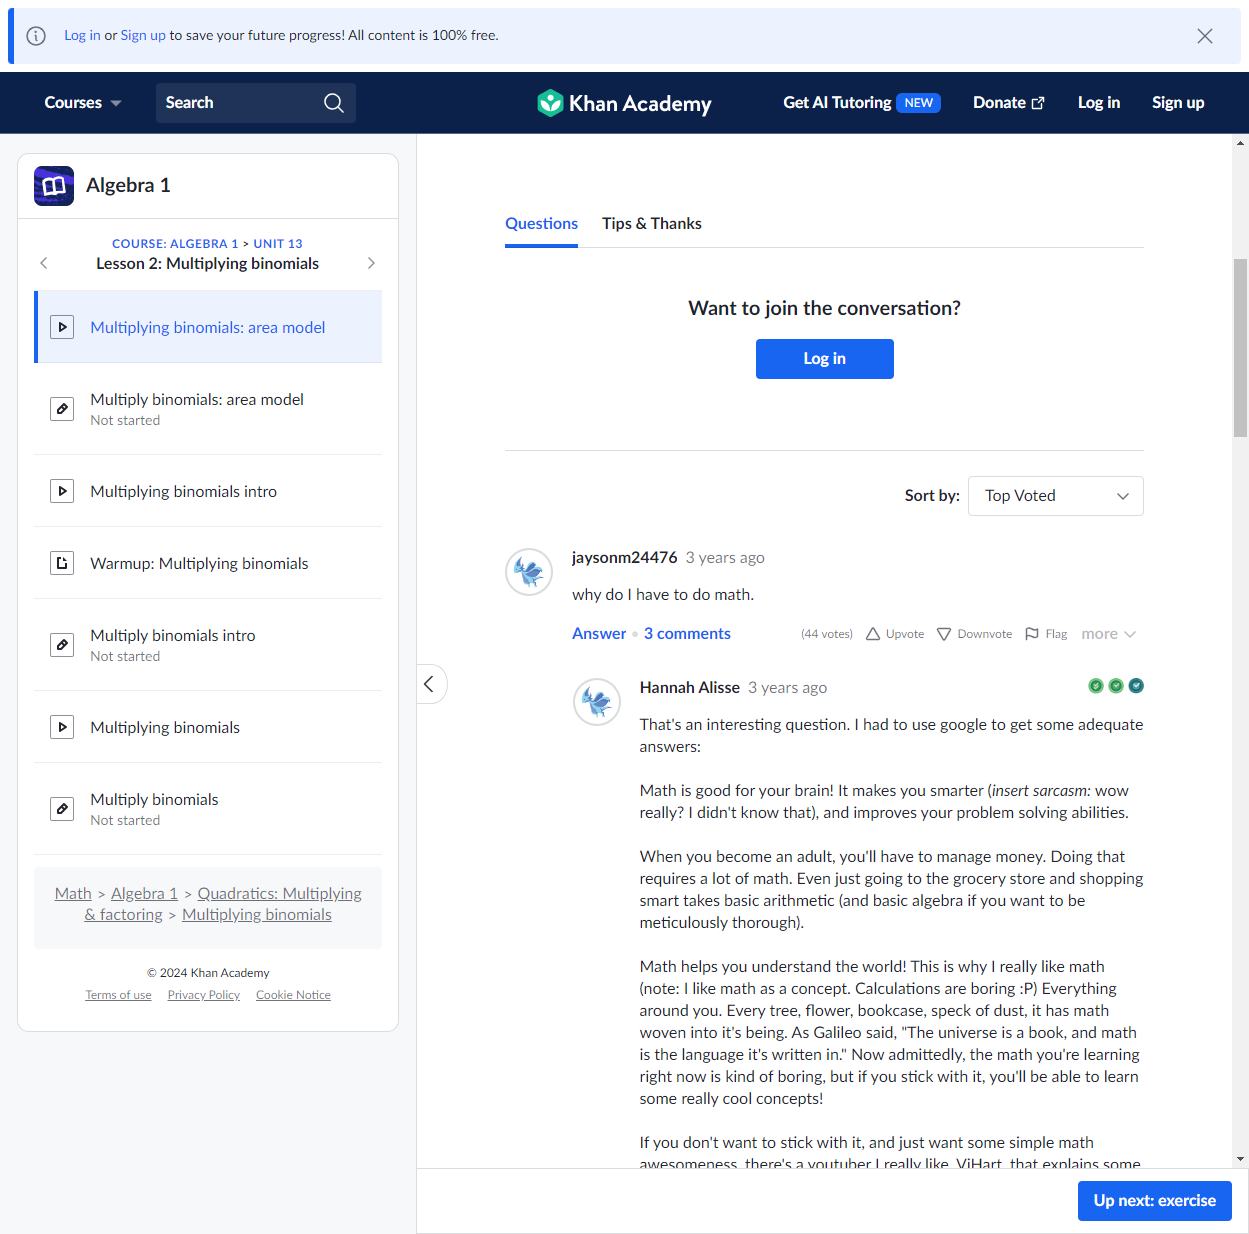 Log in or Sign up to save your future progress! All content is 100% free.
Courses
Search
Khan Academy
Get AI Tutoring NEW
Donate
Log in
Sign up
Algebra 1
COURSE: ALGEBRA 1 > UNIT 13
Lesson 2: Multiplying binomials
Multiplying binomials: area model
Multiply binomials: area model
Not started
Multiplying binomials intro
Warmup: Multiplying binomials
Multiply binomials intro
Not started
Multiplying binomials
Multiply binomials
Not started
Math > Algebra 1 > Quadratics: Multiplying
& factoring > Multiplying binomials
© 2024 Khan Academy
Terms of use Privacy Policy Cookie Notice
Questions Tips & Thanks
Want to join the conversation?
Log in
Sort by: Top Voted
jaysonm24476 3 years ago
why do I have to do math.
Answer • 3 comments (44 votes) Upvote Downvote Flag more
Hannah Alisse 3 years ago
That's an interesting question. I had to use google to get some adequate
answers:
Math is good for your brain! It makes you smarter (insert sarcasm: wow
really? I didn't know that), and improves your problem solving abilities.
When you become an adult, you'll have to manage money. Doing that
requires a lot of math. Even just going to the grocery store and shopping
smart takes basic arithmetic (and basic algebra if you want to be
meticulously thorough).
Math helps you understand the world! This is why I really like math
(note: I like math as a concept. Calculations are boring :P) Everything
around you. Every tree, flower, bookcase, speck of dust, it has math
woven into it's being. As Galileo said, "The universe is a book, and math
is the language it's written in." Now admittedly, the math you're learning
right now is kind of boring, but if you stick with it, you'll be able to learn
some really cool concepts!
If you don't want to stick with it, and just want some simple math
awesomeness, there's a youtuber I really like, ViHart, that explains some
Up next: exercise